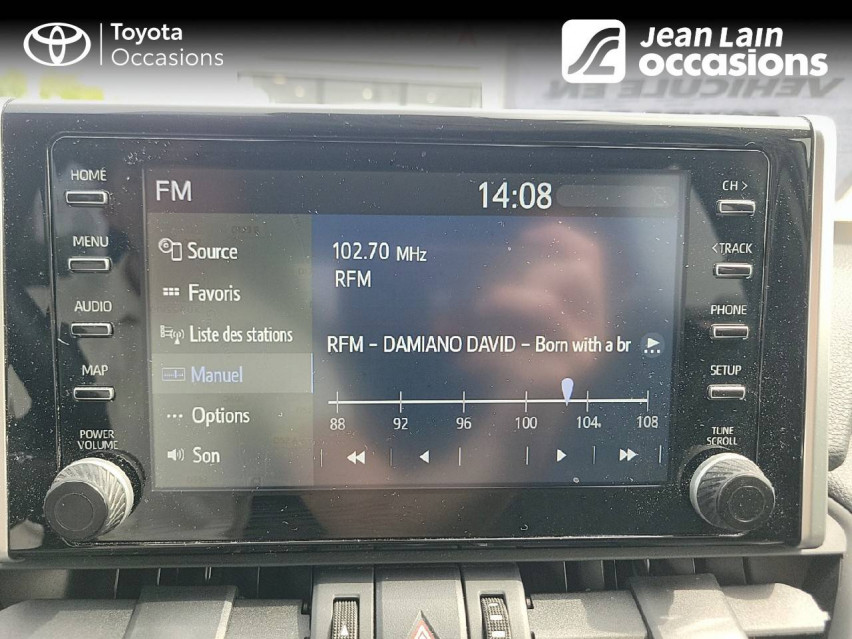 Toyota
Occasions
Jean Lain
occasions
VEHICULE EN
HOME
MENU
AUDIO
MAP
POWER
VOLUME
FM
14:08
Source
Favoris
Liste des stations
Manuel
Options
Son
102.70 MHz
RFM
RFM - DAMIANO DAVID - Born with a br
88 92 96 100 104 108
CH >
< TRACK
PHONE
SETUP
TUNE
SCROLL